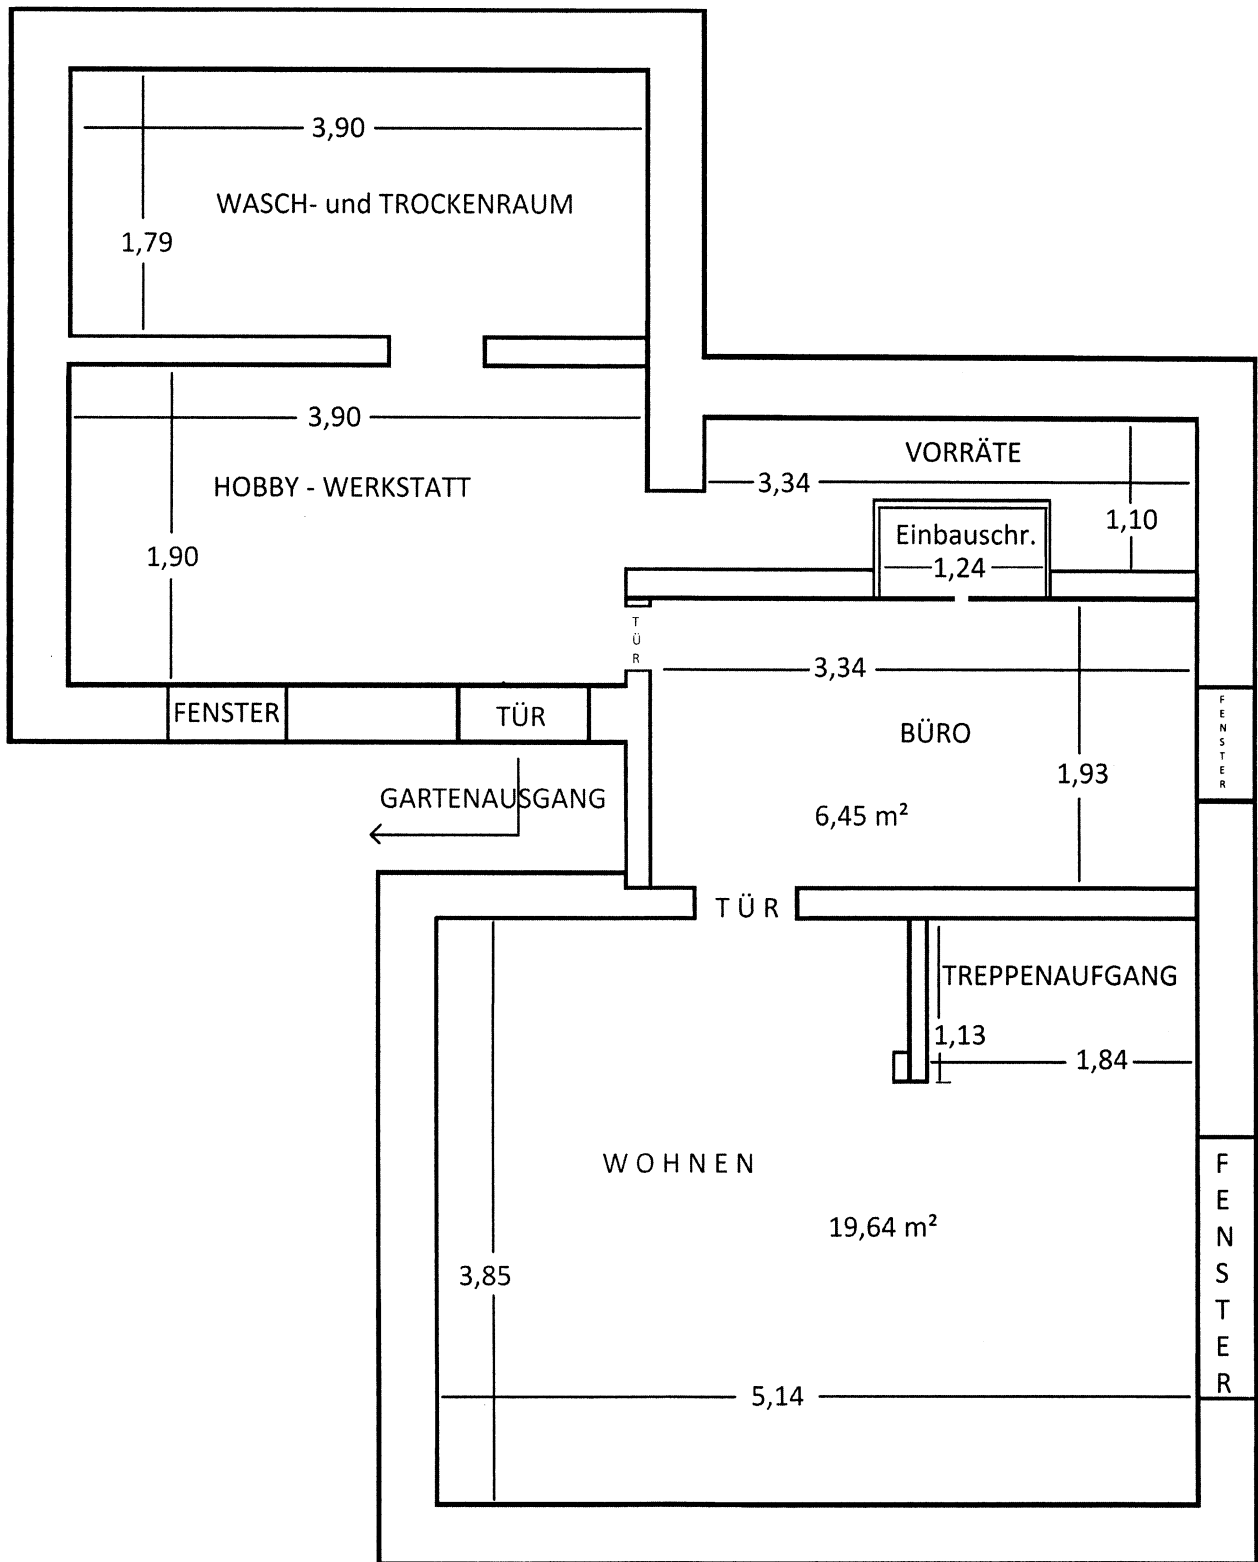 3,90
WASCH- und TROCKENRAUM
1,79
3,90
HOBBY - WERKSTATT
1,90
VORRÄTE
3,34
1,10
Einbauschr.
1,24
TÜR
3,34
BÜRO
1,93
6,45 m²
FENSTER
FENSTER
TÜR
GARTENAUSGANG
TÜR
TREPPENAUFGANG
1,13
1,84
WOHNEN
19,64 m²
3,85
5,14
FENSTER